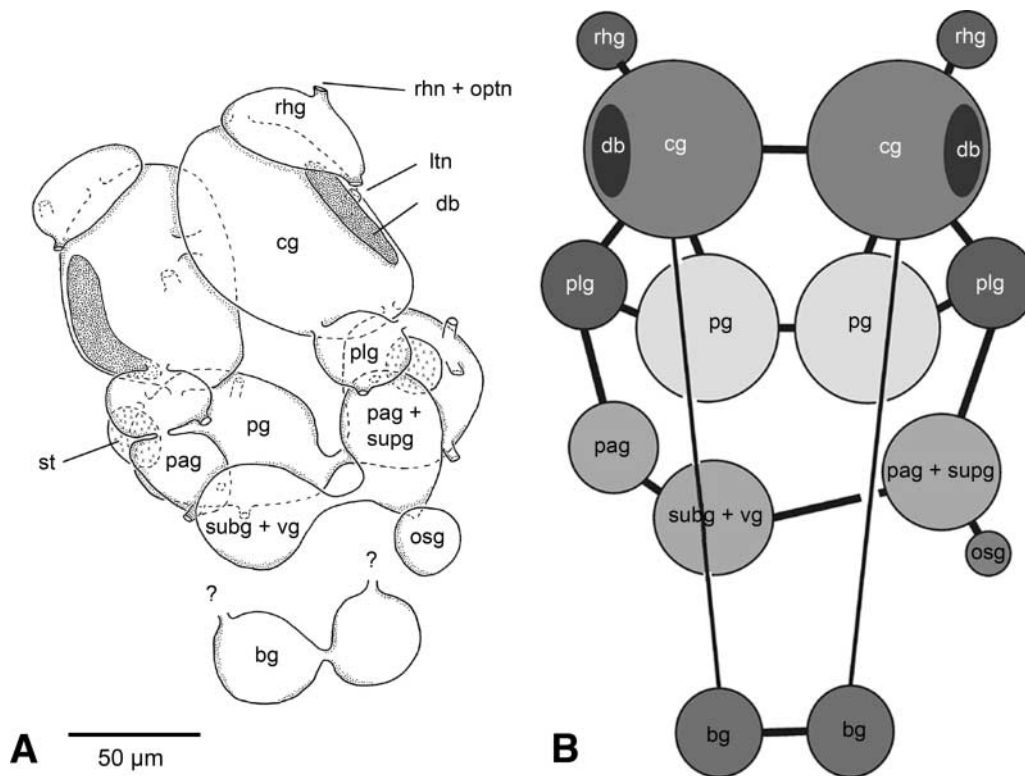 rhn + optn
rhg
ltn
db
cg
plg
pag +
supg
pg
st
pag
subg + vg
osg
?
?
bg
A
50 µm
rhg
rhg
db
cg
cg
db
plg
plg
pg
pg
pag
pag + supg
subg + vg
osg
bg
bg
B